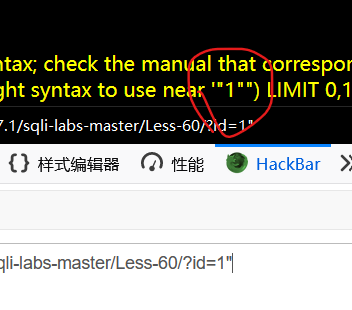 ntax; check the manual that correspon
ght syntax to use near '"1"") LIMIT 0,1
7.1/sqli-labs-master/Less-60/?id=1"
{} 样式编辑器 性能 HackBar
qli-labs-master/Less-60/?id=1"